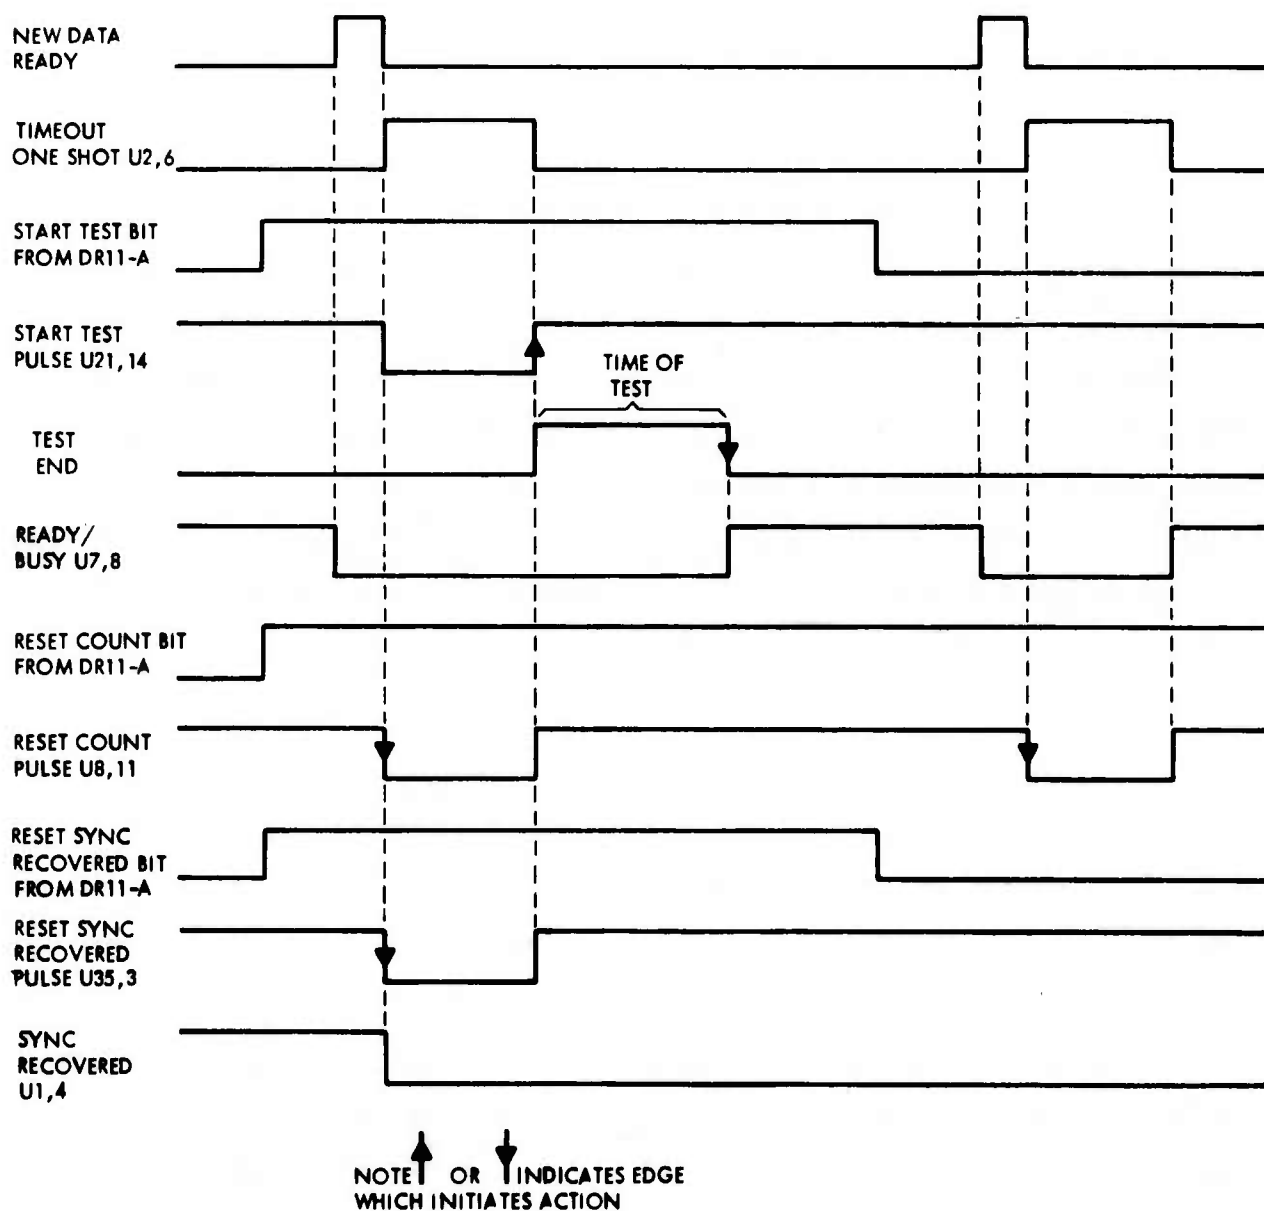 NEW DATA
READY
TIMEOUT
ONE SHOT U2,6
START TEST BIT
FROM DR11-A
START TEST
PULSE U21,14
TIME OF
TEST
TEST
END
READY/
BUSY U7,8
RESET COUNT BIT
FROM DR11-A
RESET COUNT
PULSE U8,11
RESET SYNC
RECOVERED BIT
FROM DR11-A
RESET SYNC
RECOVERED
PULSE U35,3
SYNC
RECOVERED
U1,4
NOTE OR INDICATES EDGE
WHICH INITIATES ACTION